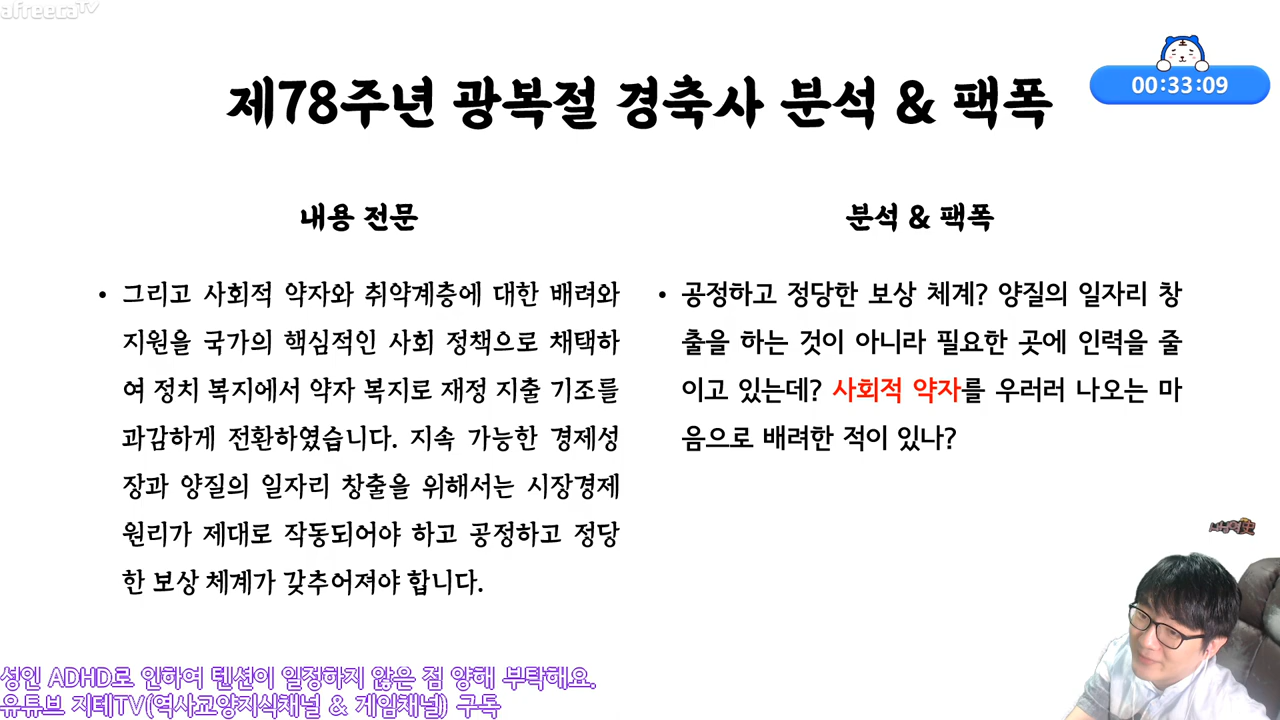 afreecaTV
00:33:09
제78주년 광복절 경축사 분석 & 팩폭
내용 전문
• 그리고 사회적 약자와 취약계층에 대한 배려와
지원을 국가의 핵심적인 사회 정책으로 채택하
여 정치 복지에서 약자 복지로 재정 지출 기조를
과감하게 전환하였습니다. 지속 가능한 경제성
장과 양질의 일자리 창출을 위해서는 시장경제
원리가 제대로 작동되어야 하고 공정하고 정당
한 보상 체계가 갖추어져야 합니다.
분석 & 팩폭
• 공정하고 정당한 보상 체계? 양질의 일자리 창
출을 하는 것이 아니라 필요한 곳에 인력을 줄
이고 있는데? 사회적 약자를 우러러 나오는 마
음으로 배려한 적이 있나?
성인 ADHD로 인하여 텐션이 일정하지 않은 점 양해 부탁해요.
유튜브 지테TV(역사교양지식채널 & 게임채널) 구독